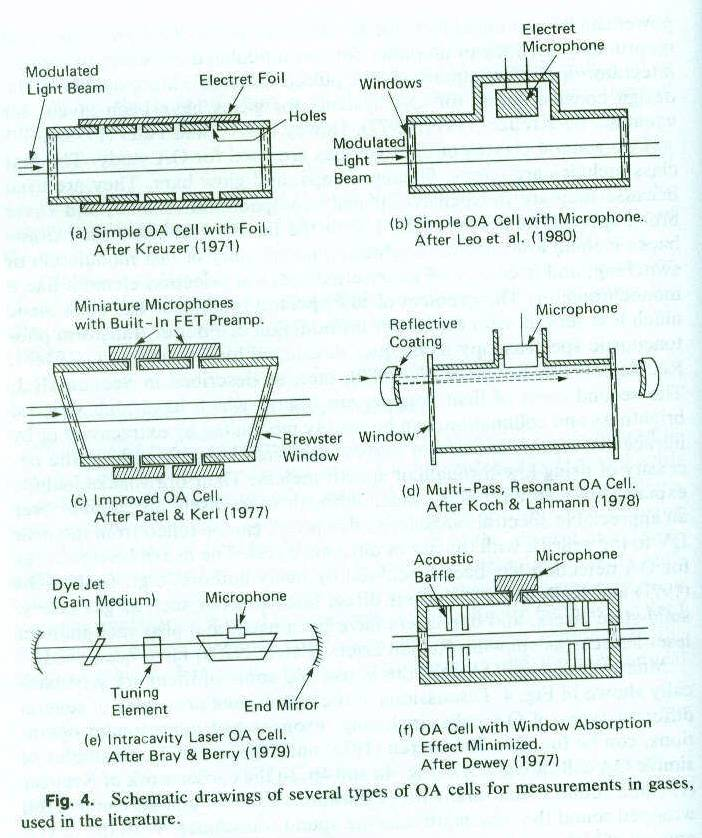 Modulated
Light Beam
Electret Foil
Holes
(a) Simple OA Cell with Foil.
After Kreuzer (1971)
Electret
Microphone
Windows
Modulated
Light
Beam
(b) Simple OA Cell with Microphone.
After Leo et al. (1980)
Miniature Microphones
with Built-In FET Preamp.
Brewster
Window
(c) Improved OA Cell.
After Patel & Kerl (1977)
Microphone
Reflective
Coating
Window
(d) Multi-Pass, Resonant OA Cell.
After Koch & Lahmann (1978)
Dye Jet
(Gain Medium)
Microphone
Tuning
Element
End Mirror
(e) Intracavity Laser OA Cell.
After Bray & Berry (1979)
Acoustic
Baffle
Microphone
(f) OA Cell with Window Absorption
Effect Minimized.
After Dewey (1977)
Fig. 4. Schematic drawings of several types of OA cells for measurements in gases,
used in the literature.